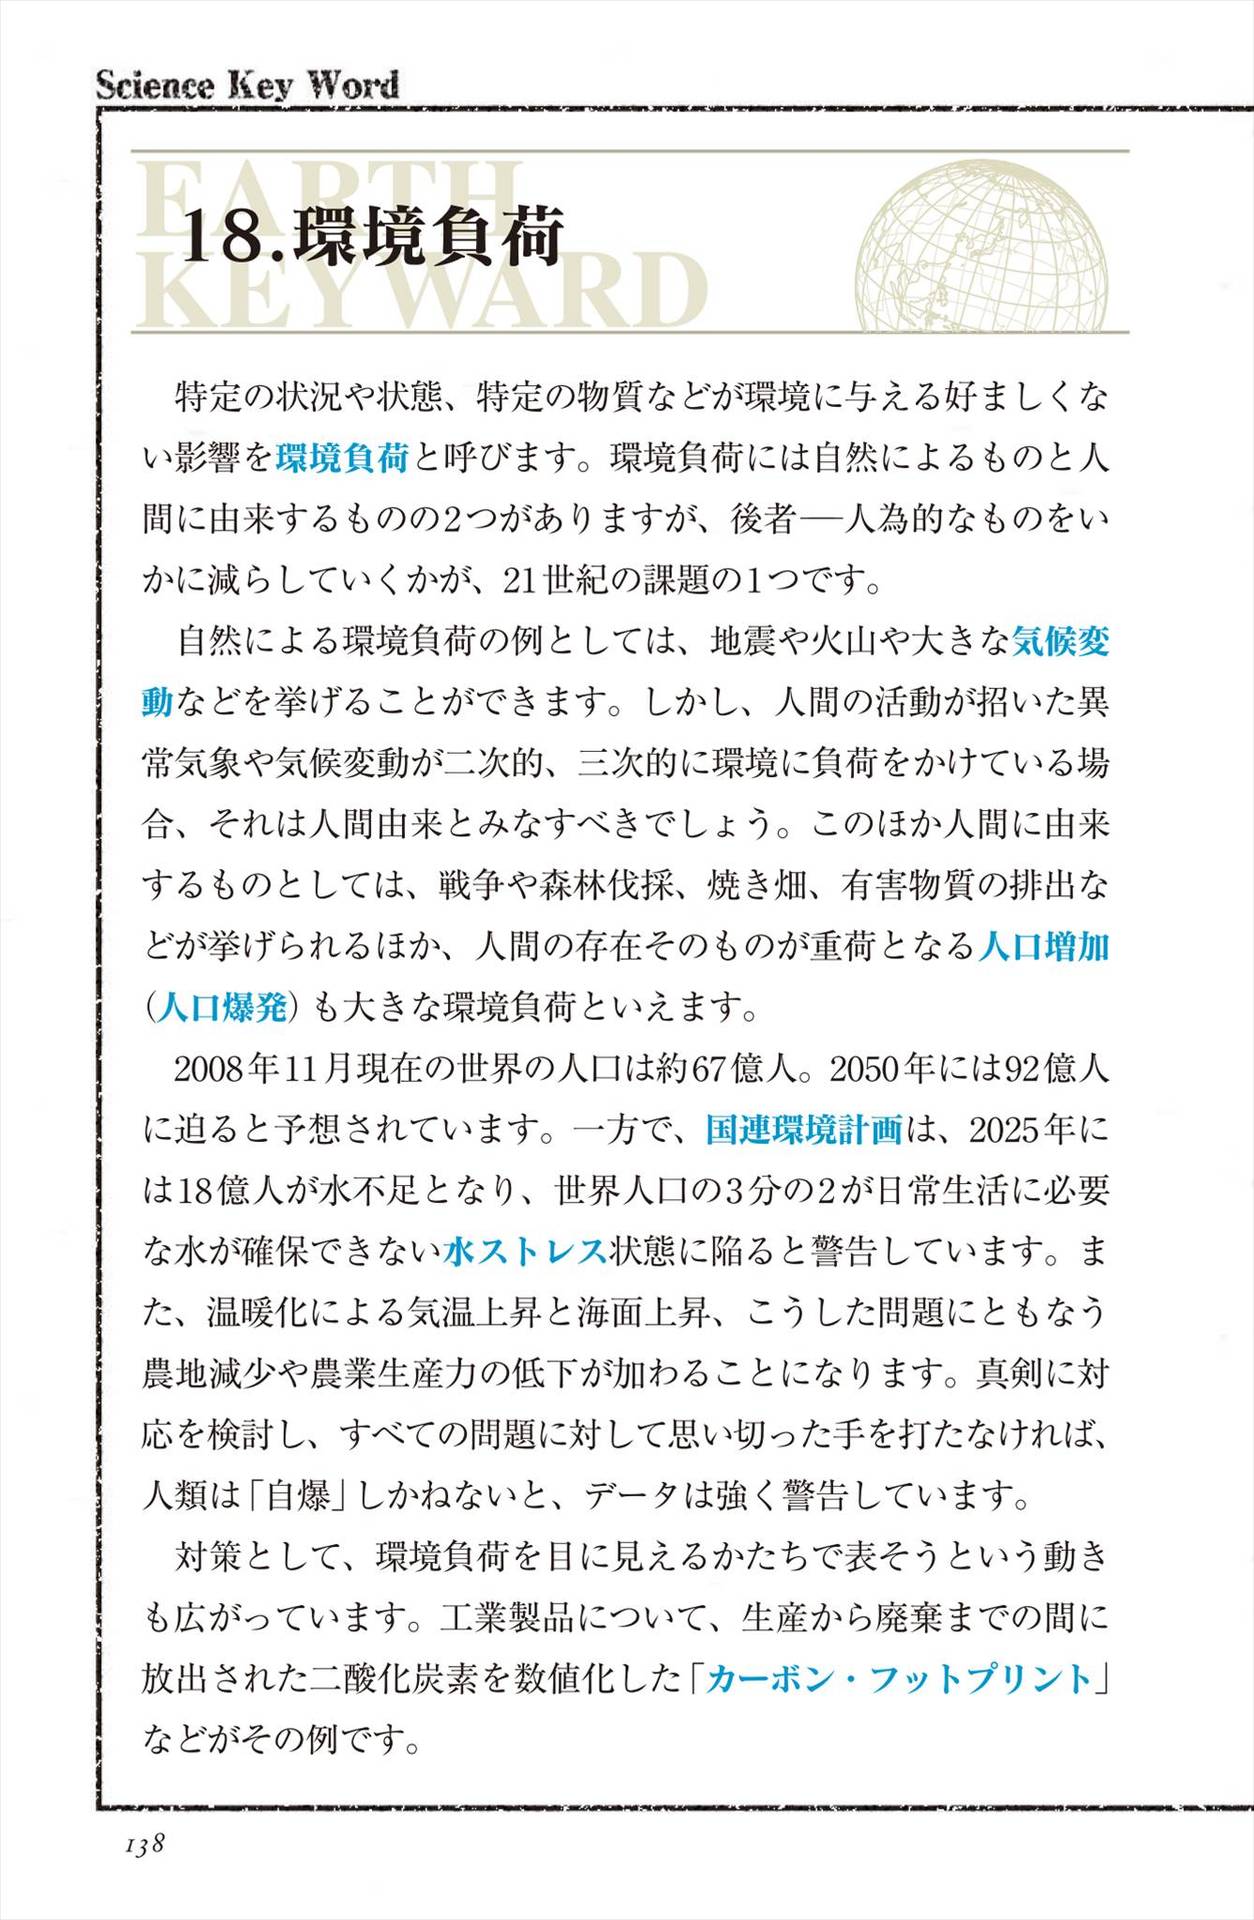 Science Key Word
EARTH
KEYWARD
18.環境負荷
特定の状況や状態、特定の物質などが環境に与える好ましくな
い影響を環境負荷と呼びます。環境負荷には自然によるものと人
間に由来するものの2つがありますが、後者―人為的なものをい
かに減らしていくかが、21世紀の課題の1つです。
自然による環境負荷の例としては、地震や火山や大きな気候変
動などを挙げることができます。しかし、人間の活動が招いた異
常気象や気候変動が二次的、三次的に環境に負荷をかけている場
合、それは人間由来とみなすべきでしょう。このほか人間に由来
するものとしては、戦争や森林伐採、焼き畑、有害物質の排出な
どが挙げられるほか、人間の存在そのものが重荷となる人口増加
（人口爆発）も大きな環境負荷といえます。
2008年11月現在の世界の人口は約67億人。2050年には92億人
に迫ると予想されています。一方で、国連環境計画は、2025年に
は18億人が水不足となり、世界人口の3分の2が日常生活に必要
な水が確保できない水ストレス状態に陥ると警告しています。ま
た、温暖化による気温上昇と海面上昇、こうした問題にともなう
農地減少や農業生産力の低下が加わることになります。真剣に対
応を検討し、すべての問題に対して思い切った手を打たなければ、
人類は「自爆」しかねないと、データは強く警告しています。
対策として、環境負荷を目に見えるかたちで表そうという動き
も広がっています。工業製品について、生産から廃棄までの間に
放出された二酸化炭素を数値化した「カーボン・フットプリント」
などがその例です。
138